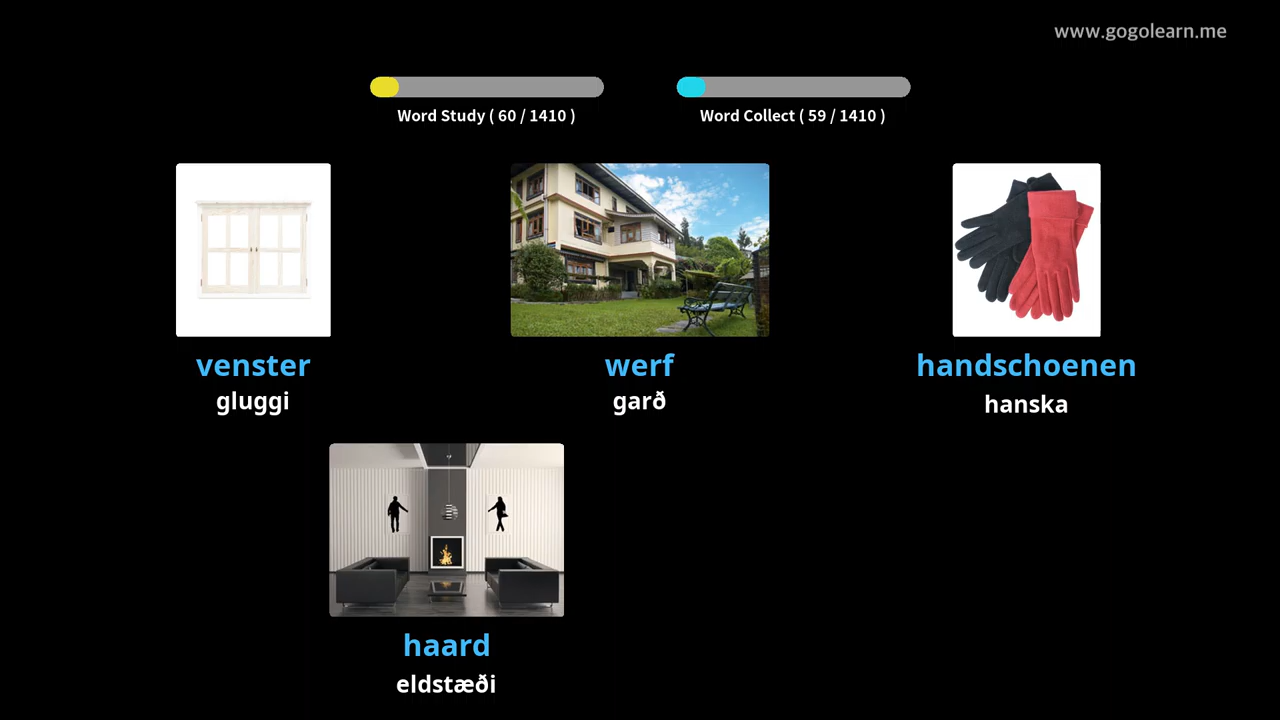 www.gogolearn.me
Word Study ( 60 / 1410 )
Word Collect ( 59 / 1410 )
venster
gluggi
werf
garð
handschoenen
hanska
haard
eldstæði